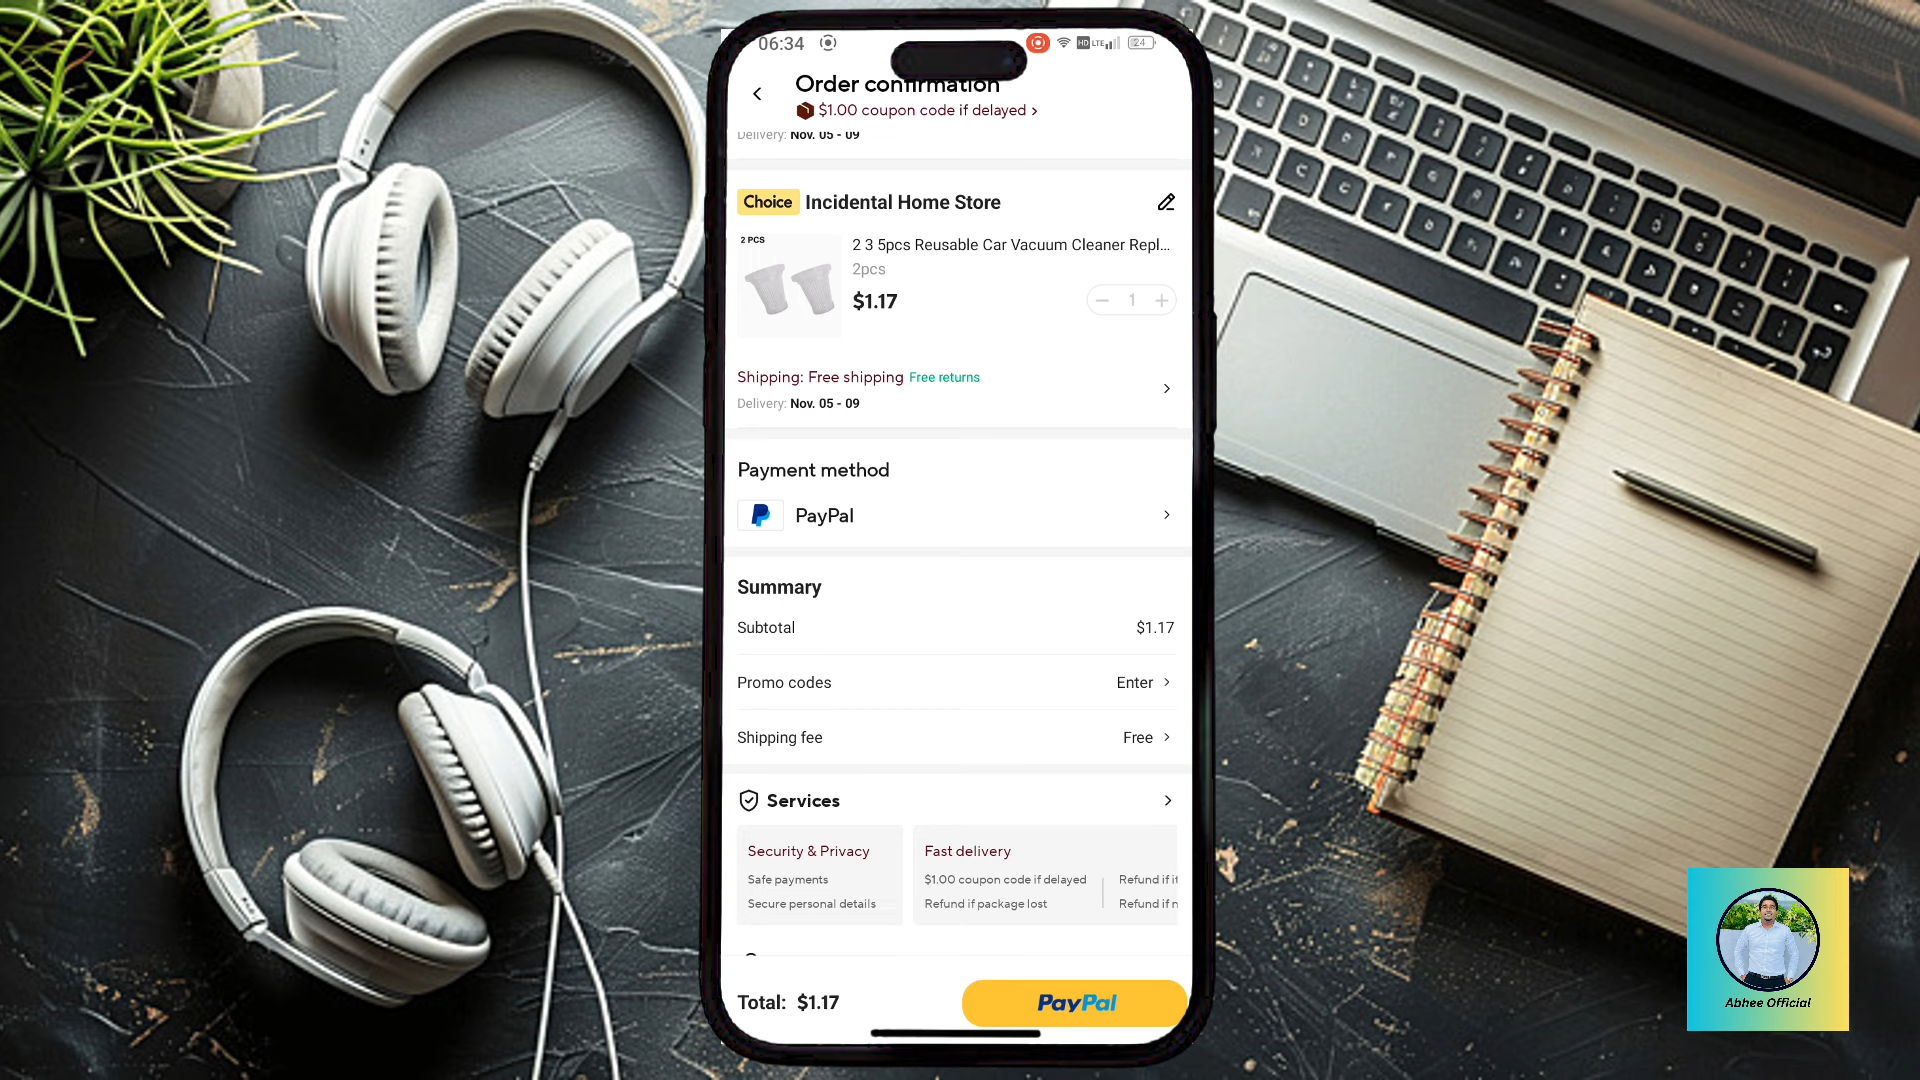 06:34
HD LTE 24
Order confirmation
$1.00 coupon code if delayed
Delivery: Nov. 05 - 09
Choice Incidental Home Store
2 PCS
2 3 5pcs Reusable Car Vacuum Cleaner Repl...
2pcs
$1.17
1
Shipping: Free shipping Free returns
Delivery: Nov. 05 - 09
Payment method
PayPal
Summary
Subtotal $1.17
Promo codes Enter
Shipping fee Free
Services
Security & Privacy
Safe payments
Secure personal details
Fast delivery
$1.00 coupon code if delayed
Refund if package lost
Refund if it
Refund if n
Total: $1.17
PayPal
Abhee Official